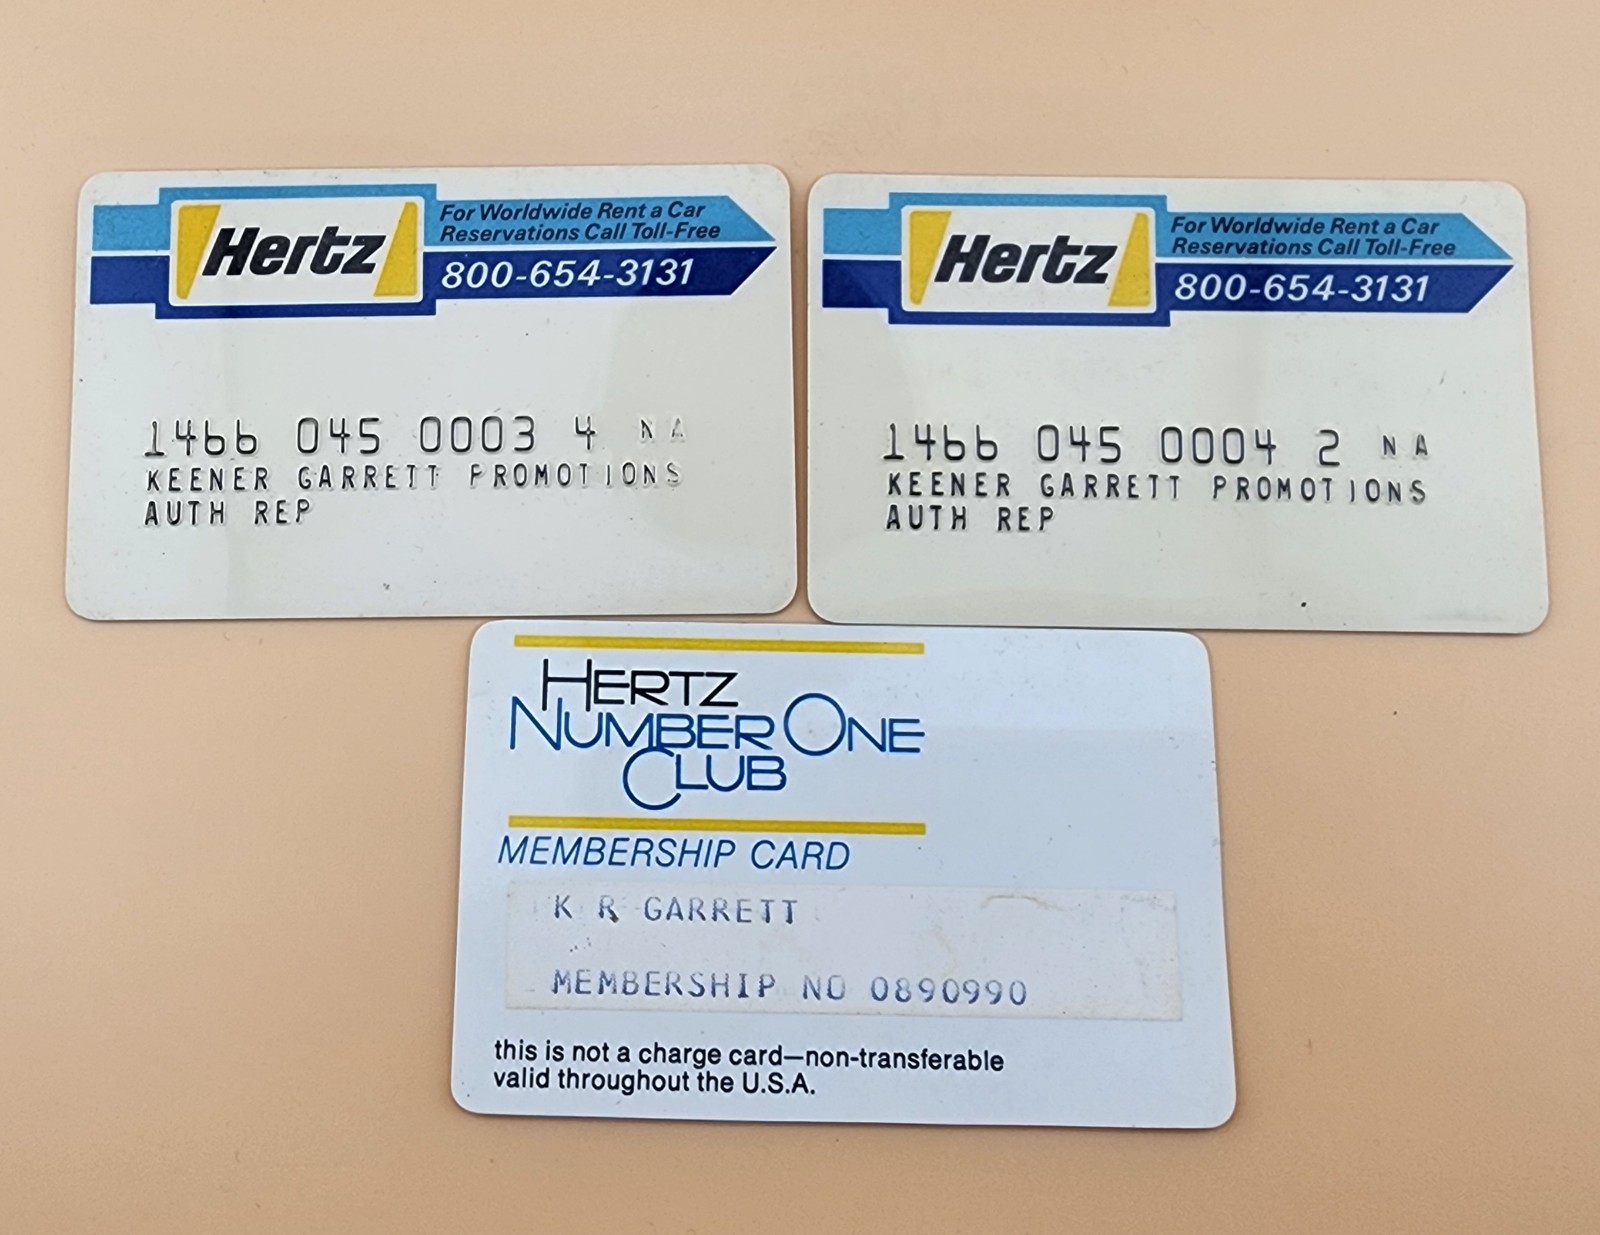 Hertz
For Worldwide Rent a Car
Reservations Call Toll-Free
800-654-3131
1466 045 0003 4 NA
KEENER GARRETT PROMOTIONS
AUTH REP
Hertz
For Worldwide Rent a Car
Reservations Call Toll-Free
800-654-3131
1466 045 0004 2 NA
KEENER GARRETT PROMOTIONS
AUTH REP
HERTZ
NUMBER ONE
CLUB
MEMBERSHIP CARD
K R GARRETT
MEMBERSHIP NO 0890990
this is not a charge card—non-transferable
valid throughout the U.S.A.